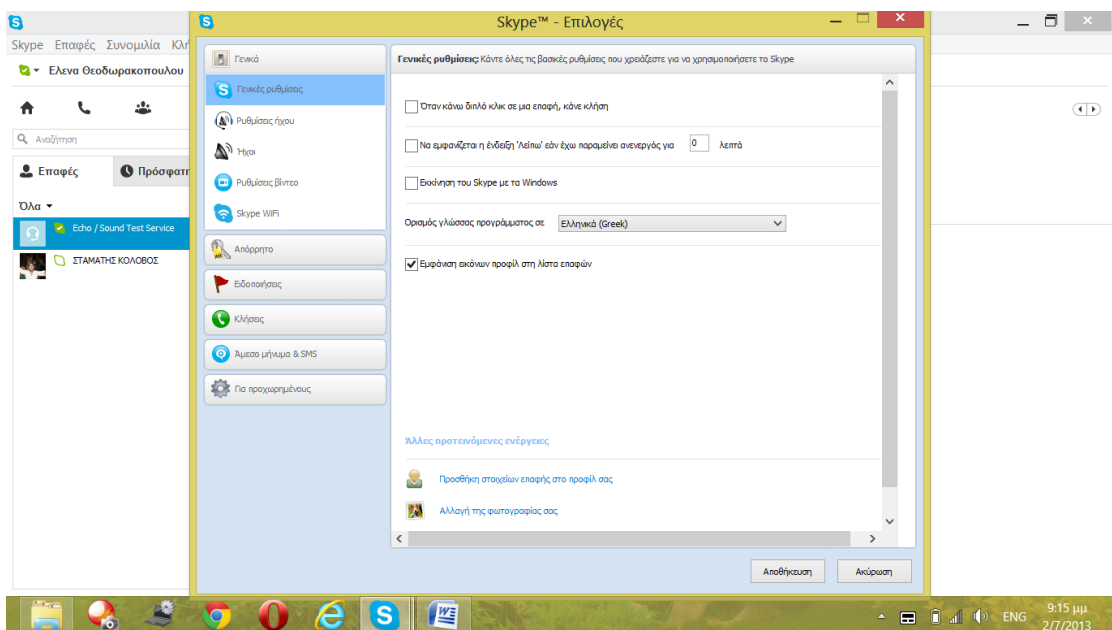 Skype™ - Επιλογές
Skype Επαφές Συνομιλία
Ελενα Θεοδωρακοπουλου
Αναζήτηση
Επαφές
Όλα
Echo / Sound Test Service
ΣΤΑΜΑΤΗΣ ΚΟΛΟΒΟΣ
Γενικά
Γενικές ρυθμίσεις
Ρυθμίσεις ήχου
Ήχοι
Ρυθμίσεις βίντεο
Skype WiFi
Απόρρητο
Ειδοποιήσεις
Κλήσεις
Άμεσο μήνυμα & SMS
Για προχωρημένους
Γενικές ρυθμίσεις: Κάντε όλες τις βασικές ρυθμίσεις που χρειάζεστε για να χρησιμοποιήσετε το Skype
Όταν κάνω διπλό κλικ σε μια επαφή, κάνε κλήση
Να εμφανίζεται η ένδειξη 'Λείπω' εάν έχω παραμείνει ανενεργός για 0 λεπτά
Εκκίνηση του Skype με τα Windows
Ορισμός γλώσσας προγράμματος σε Ελληνικά (Greek)
Εμφάνιση εικόνων προφίλ στη λίστα επαφών
Άλλες προτεινόμενες ενέργειες
Προσθήκη στοιχείων επαφής στο προφίλ σας
Αλλαγή της φωτογραφίας σας
Αποθήκευση Ακύρωση
ENG
9:15 μμ
2/7/2013